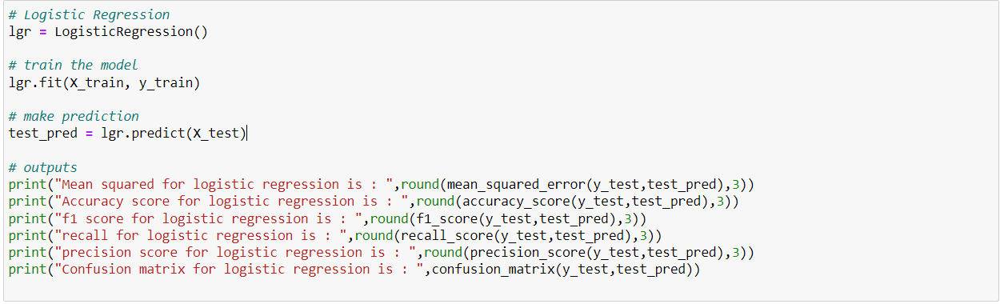 # Logistic Regression
lgr = LogisticRegression()
# train the model
lgr.fit(X_train, y_train)
# make prediction
test_pred = lgr.predict(X_test)
# outputs
print("Mean squared for logistic regression is : ",round(mean_squared_error(y_test,test_pred),3))
print("Accuracy score for logistic regression is : ",round(accuracy_score(y_test,test_pred),3))
print("f1 score for logistic regression is : ",round(f1_score(y_test,test_pred),3))
print("recall for logistic regression is : ",round(recall_score(y_test,test_pred),3))
print("precision score for logistic regression is : ",round(precision_score(y_test,test_pred),3))
print("Confusion matrix for logistic regression is : ",confusion_matrix(y_test,test_pred))